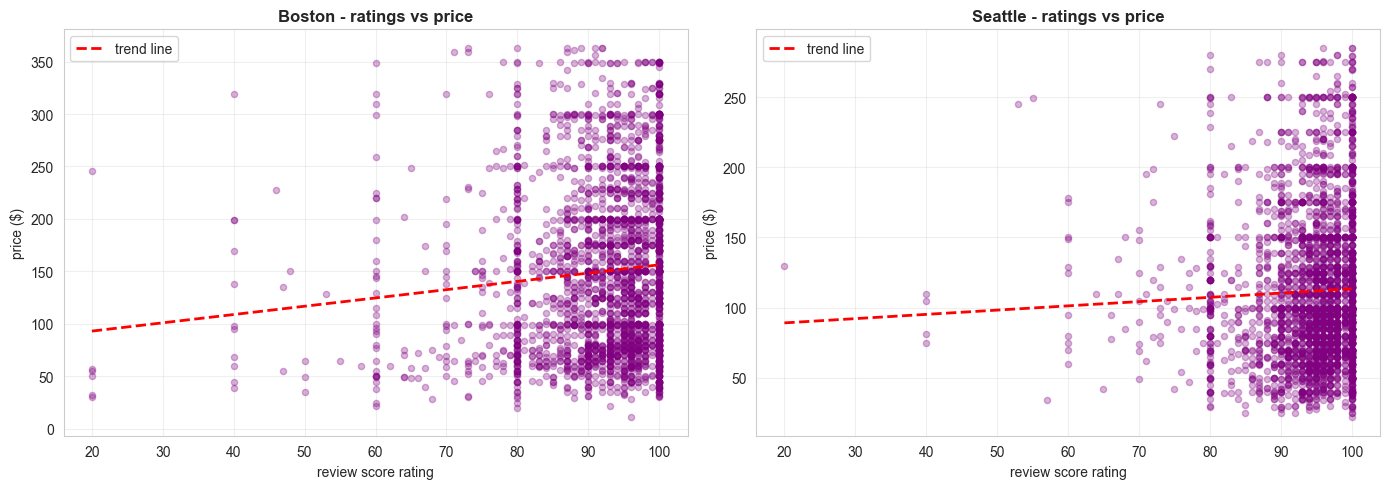 Boston - ratings vs price
trend line
350
300
250
200
150
100
50
0
price ($)
20 30 40 50 60 70 80 90 100
review score rating
Seattle - ratings vs price
trend line
250
200
150
100
50
price ($)
20 30 40 50 60 70 80 90 100
review score rating